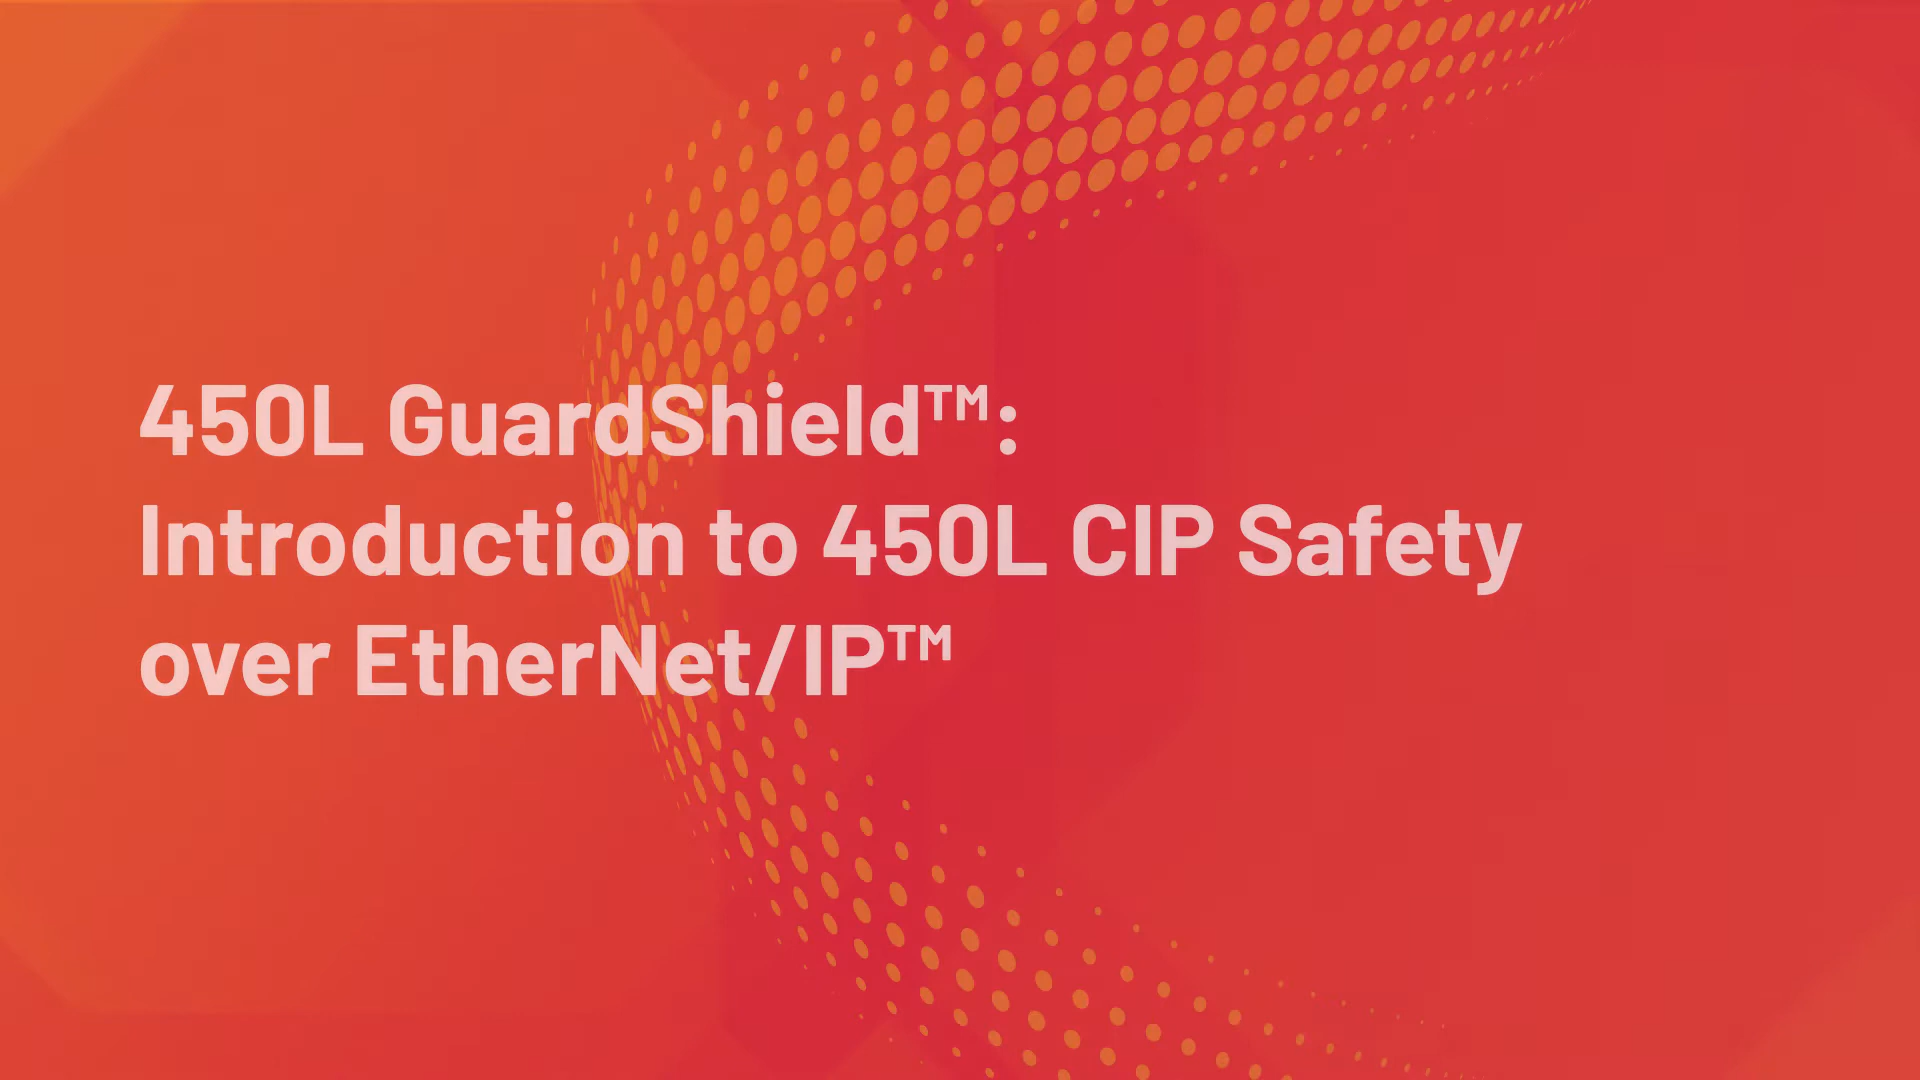 450L GuardShield™:
Introduction to 450L CIP Safety
over EtherNet/IP™